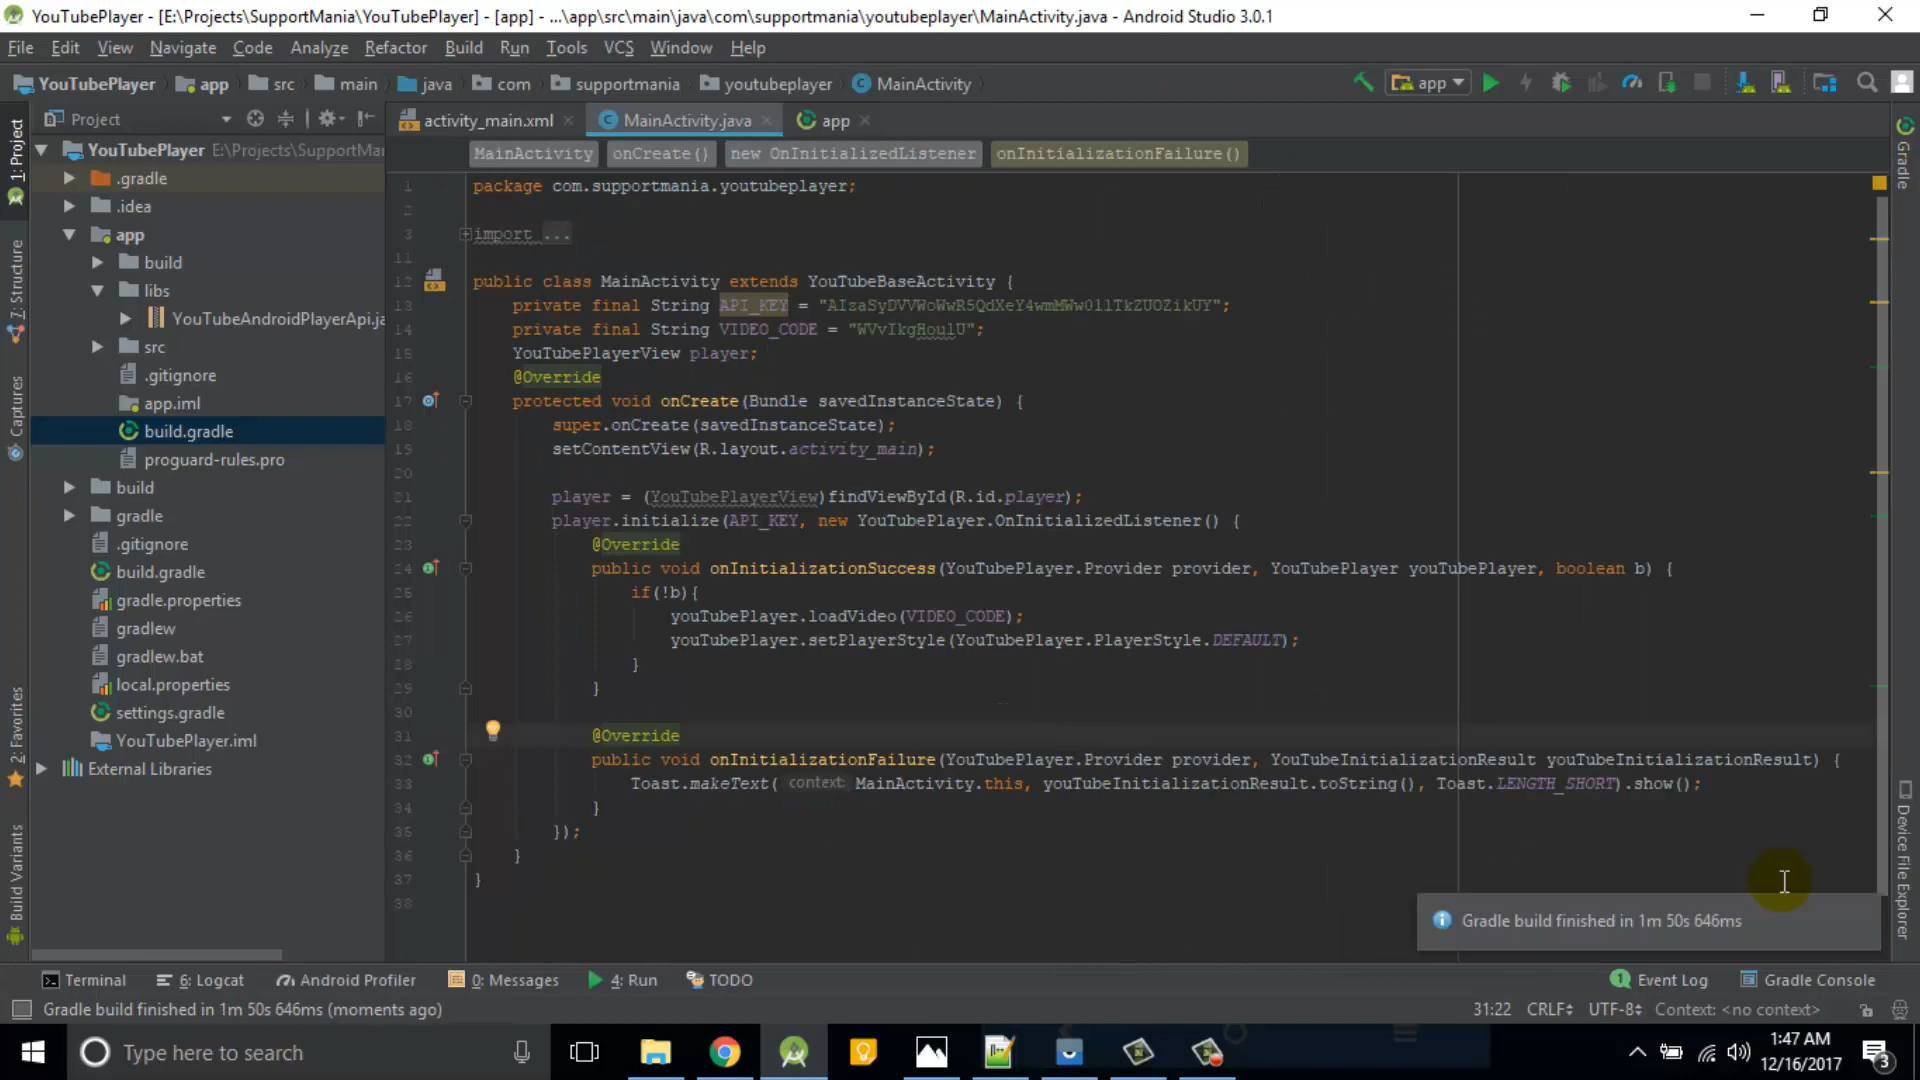 YouTubePlayer - [E:\Projects\SupportMania\YouTubePlayer] - [app] - ...\app\src\main\java\com\supportmania\youtubeplayer\MainActivity.java - Android Studio 3.0.1
File Edit View Navigate Code Analyze Refactor Build Run Tools VCS Window Help
YouTubePlayer app src main java com supportmania youtubeplayer MainActivity app
Project
activity_main.xml MainActivity.java app
MainActivity onCreate() new OnInitializedListener onInitializationFailure()
1: Project
7: Structure
Captures
2: Favorites
Build Variants
YouTubePlayer E:\Projects\SupportMa
.gradle
.idea
app
build
libs
YouTubeAndroidPlayerApi.ja
src
.gitignore
app.iml
build.gradle
proguard-rules.pro
build
gradle
.gitignore
build.gradle
gradle.properties
gradlew
gradlew.bat
local.properties
settings.gradle
YouTubePlayer.iml
External Libraries
1 package com.supportmania.youtubeplayer;
2
3 import ...
11
12 public class MainActivity extends YouTubeBaseActivity {
13 private final String API_KEY =
14 private final String VIDEO_CODE = "WVvIkgHoulU";
15 YouTubePlayerView player;
16 @Override
17 protected void onCreate(Bundle savedInstanceState) {
18 super.onCreate(savedInstanceState);
19 setContentView(R.layout.activity_main);
20
21 player = (YouTubePlayerView)findViewById(R.id.player);
22 player.initialize(API_KEY, new YouTubePlayer.OnInitializedListener() {
23 @Override
24 public void onInitializationSuccess(YouTubePlayer.Provider provider, YouTubePlayer youTubePlayer, boolean b) {
25 if(!b){
26 youTubePlayer.loadVideo(VIDEO_CODE);
27 youTubePlayer.setPlayerStyle(YouTubePlayer.PlayerStyle.DEFAULT);
28 }
29 }
30
31 @Override
32 public void onInitializationFailure(YouTubePlayer.Provider provider, YouTubeInitializationResult youTubeInitializationResult) {
33 Toast.makeText( context: MainActivity.this, youTubeInitializationResult.toString(), Toast.LENGTH_SHORT).show();
34 }
35 });
36 }
37 }
38
Gradle
Device File Explorer
Gradle build finished in 1m 50s 646ms
Terminal 6: Logcat Android Profiler 0: Messages 4: Run TODO 1 Event Log Gradle Console
Gradle build finished in 1m 50s 646ms (moments ago) 31:22 CRLF UTF-8 Context: <no context>
Type here to search
1:47 AM
12/16/2017
3